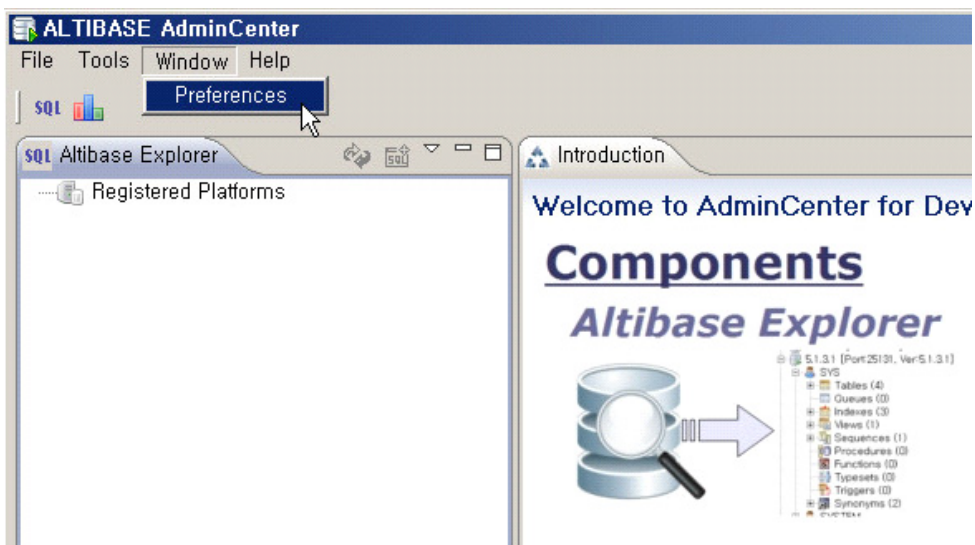 ALTIBASE AdminCenter
File Tools Window Help
Preferences
SQL
SQL Altibase Explorer
SQL
Introduction
Registered Platforms
Welcome to AdminCenter for Dev
Components
Altibase Explorer
5.1.3.1 [Port:25131, Ver:5.1.3.1]
SYS
Tables (4)
Queues (0)
Indexes (3)
Views (1)
Sequences (1)
Procedures (0)
Functions (0)
Typesets (0)
Triggers (0)
Synonyms (2)
SYSTEM